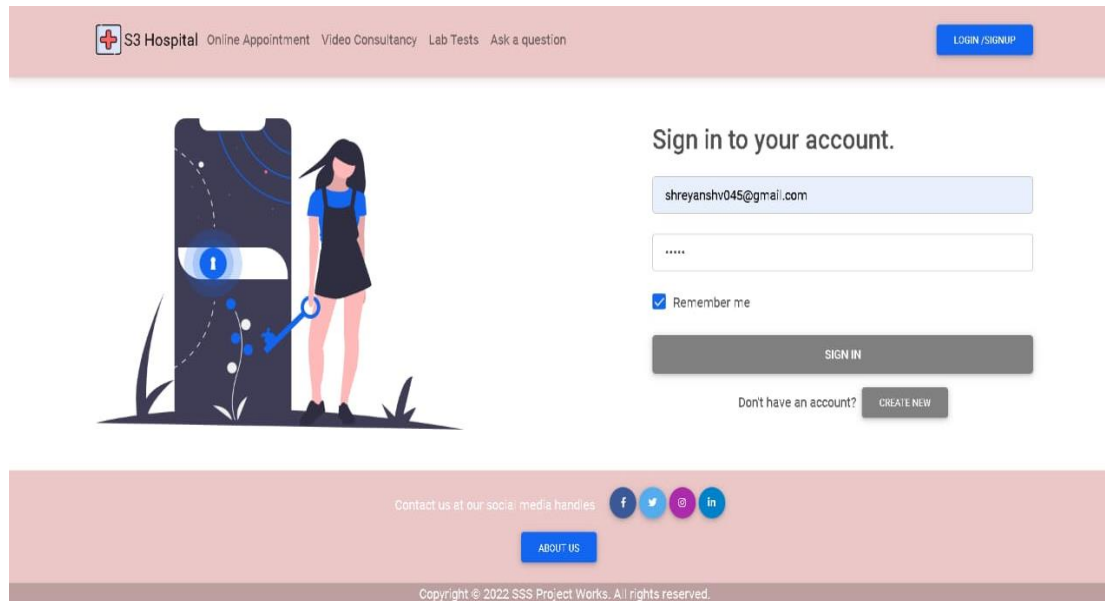 S3 Hospital Online Appointment Video Consultancy Lab Tests Ask a question LOGIN /SIGNUP
Sign in to your account.
shreyanshv045@gmail.com
•••••
Remember me
SIGN IN
Don't have an account? CREATE NEW
Contact us at our social media handles
ABOUT US
Copyright © 2022 SSS Project Works. All rights reserved.